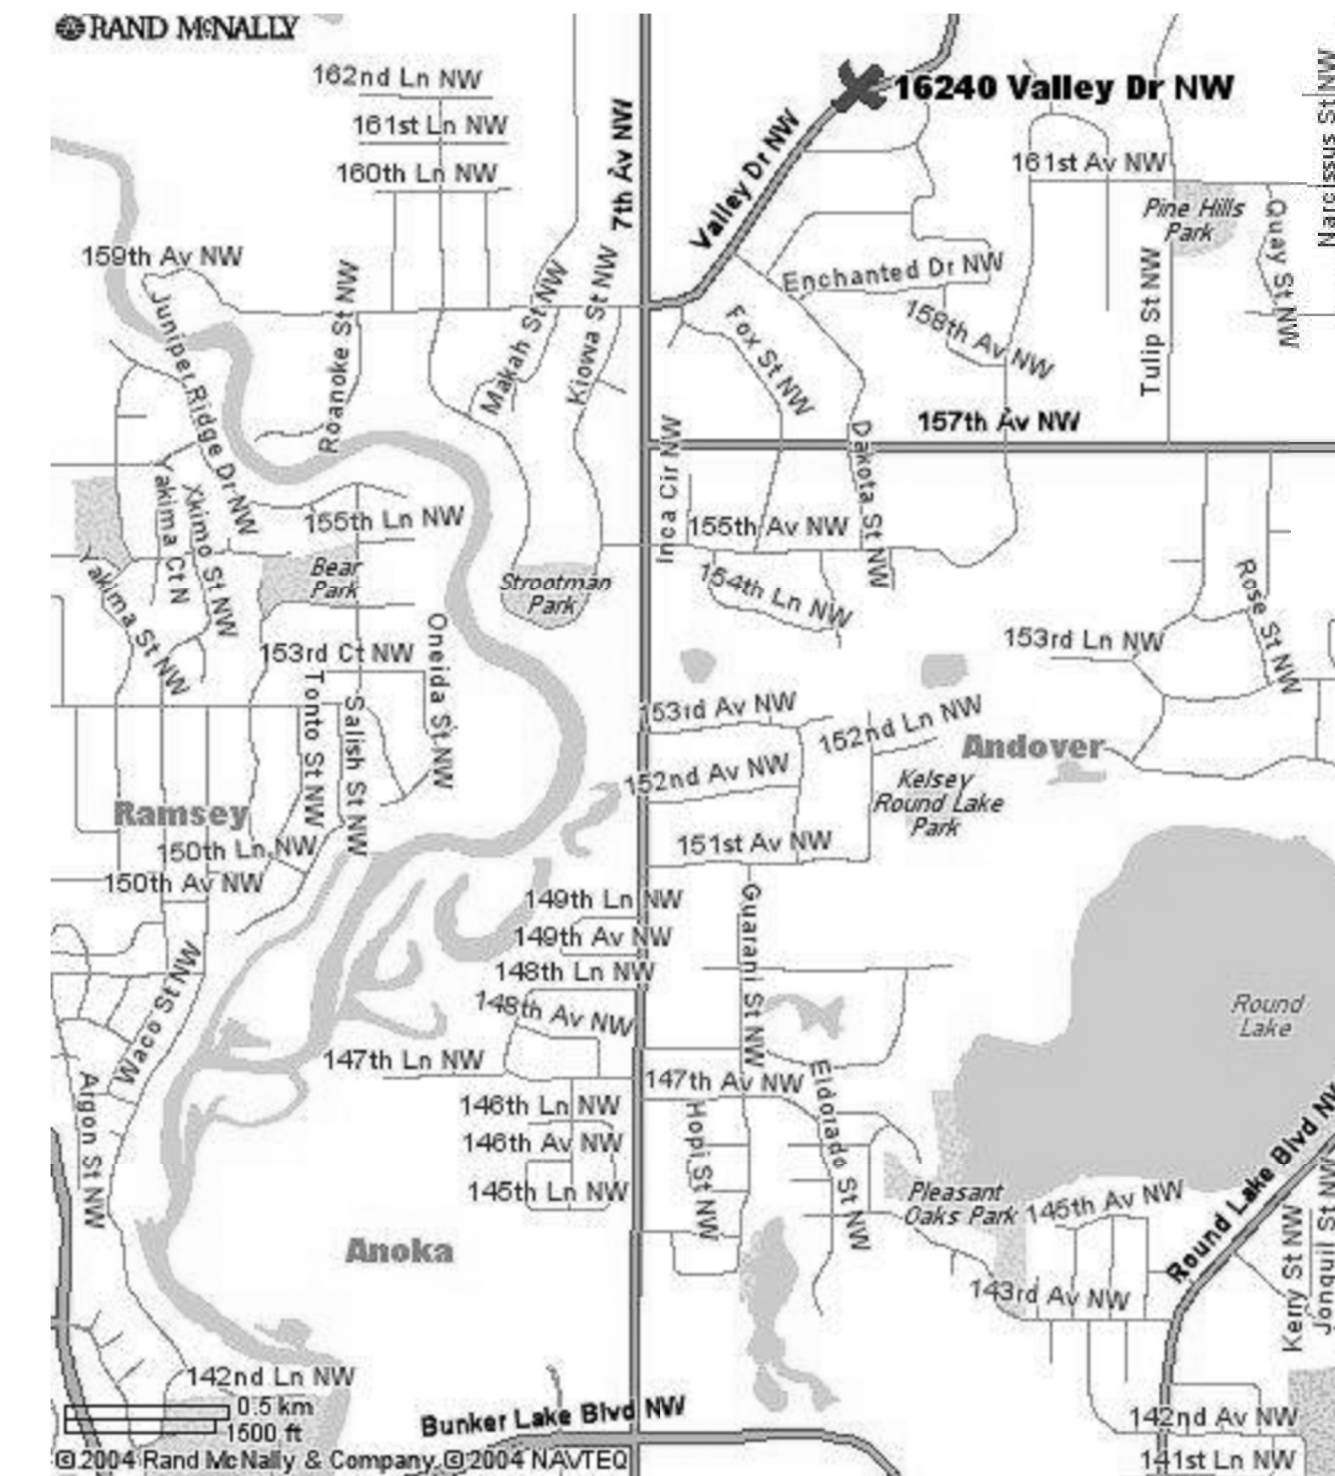 RAND McNALLY
162nd Ln NW
16240 Valley Dr NW
161st Ln NW
160th Ln NW
7th Av NW
Valley Dr NW
161st Av NW
Narcissus St NW
Pine Hills
Park
Quay St NW
159th Av NW
Juniper Ridge Dr NW
Roanoke St NW
Makah St NW
Kiowa St NW
Enchanted Dr NW
Fox St NW
158th Av NW
Tulip St NW
157th Av NW
Inca Cir NW
Dakota St NW
Yakima Ct N
Xkimo St NW
155th Ln NW
155th Av NW
Bear
Park
Strootman
Park
154th Ln NW
Rose St NW
Yakima St NW
153rd Ct NW
Oneida St NW
153rd Ln NW
Tonto St NW
Salish St NW
153rd Av NW
152nd Ln NW
Andover
152nd Av NW
Kelsey
Round Lake
Park
Ramsey
150th Ln NW
151st Av NW
150th Av NW
149th Ln NW
Guarani St NW
149th Av NW
148th Ln NW
148th Av NW
Round
Lake
Waco St NW
147th Ln NW
147th Av NW
Argon St NW
146th Ln NW
Hopi St NW
Eldorado St NW
146th Av NW
145th Ln NW
Pleasant
Oaks Park
145th Av NW
Round Lake Blvd NW
Anoka
143rd Av NW
Kerry St NW
Jonquil St NW
142nd Ln NW
0.5 km
1500 ft
Bunker Lake Blvd NW
142nd Av NW
141st Ln NW
©2004 Rand McNally & Company ©2004 NAVTEQ